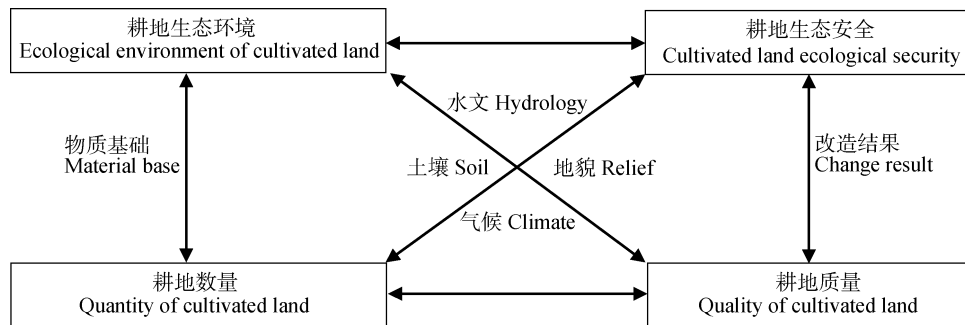 耕地生态环境
Ecological environment of cultivated land
耕地生态安全
Cultivated land ecological security
水文 Hydrology
物质基础
Material base
土壤 Soil
地貌 Relief
改造结果
Change result
气候 Climate
耕地数量
Quantity of cultivated land
耕地质量
Quality of cultivated land